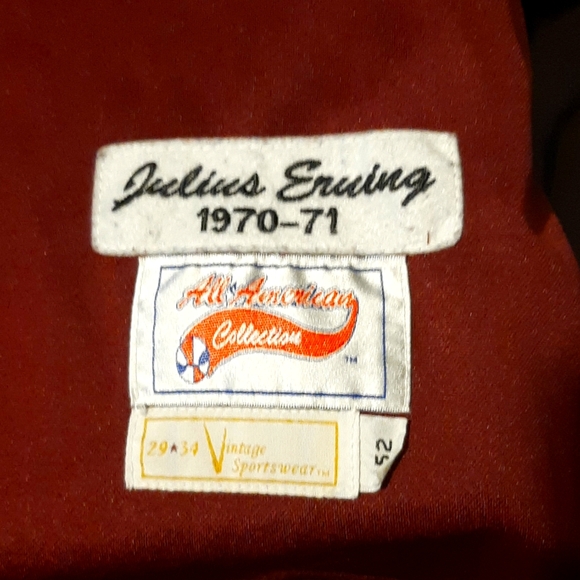 Julius Erving
1970-71
All American
Collection
TM
29★34 Vintage
Sportswear TM
52